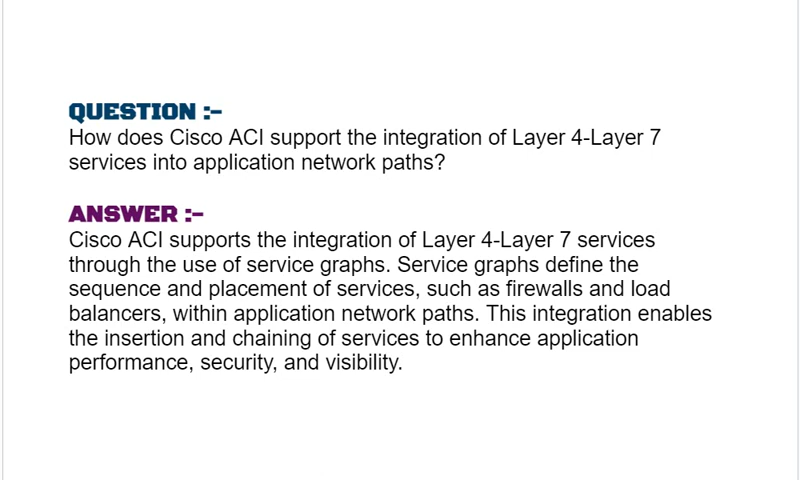 QUESTION :-
How does Cisco ACI support the integration of Layer 4-Layer 7
services into application network paths?
ANSWER :-
Cisco ACI supports the integration of Layer 4-Layer 7 services
through the use of service graphs. Service graphs define the
sequence and placement of services, such as firewalls and load
balancers, within application network paths. This integration enables
the insertion and chaining of services to enhance application
performance, security, and visibility.